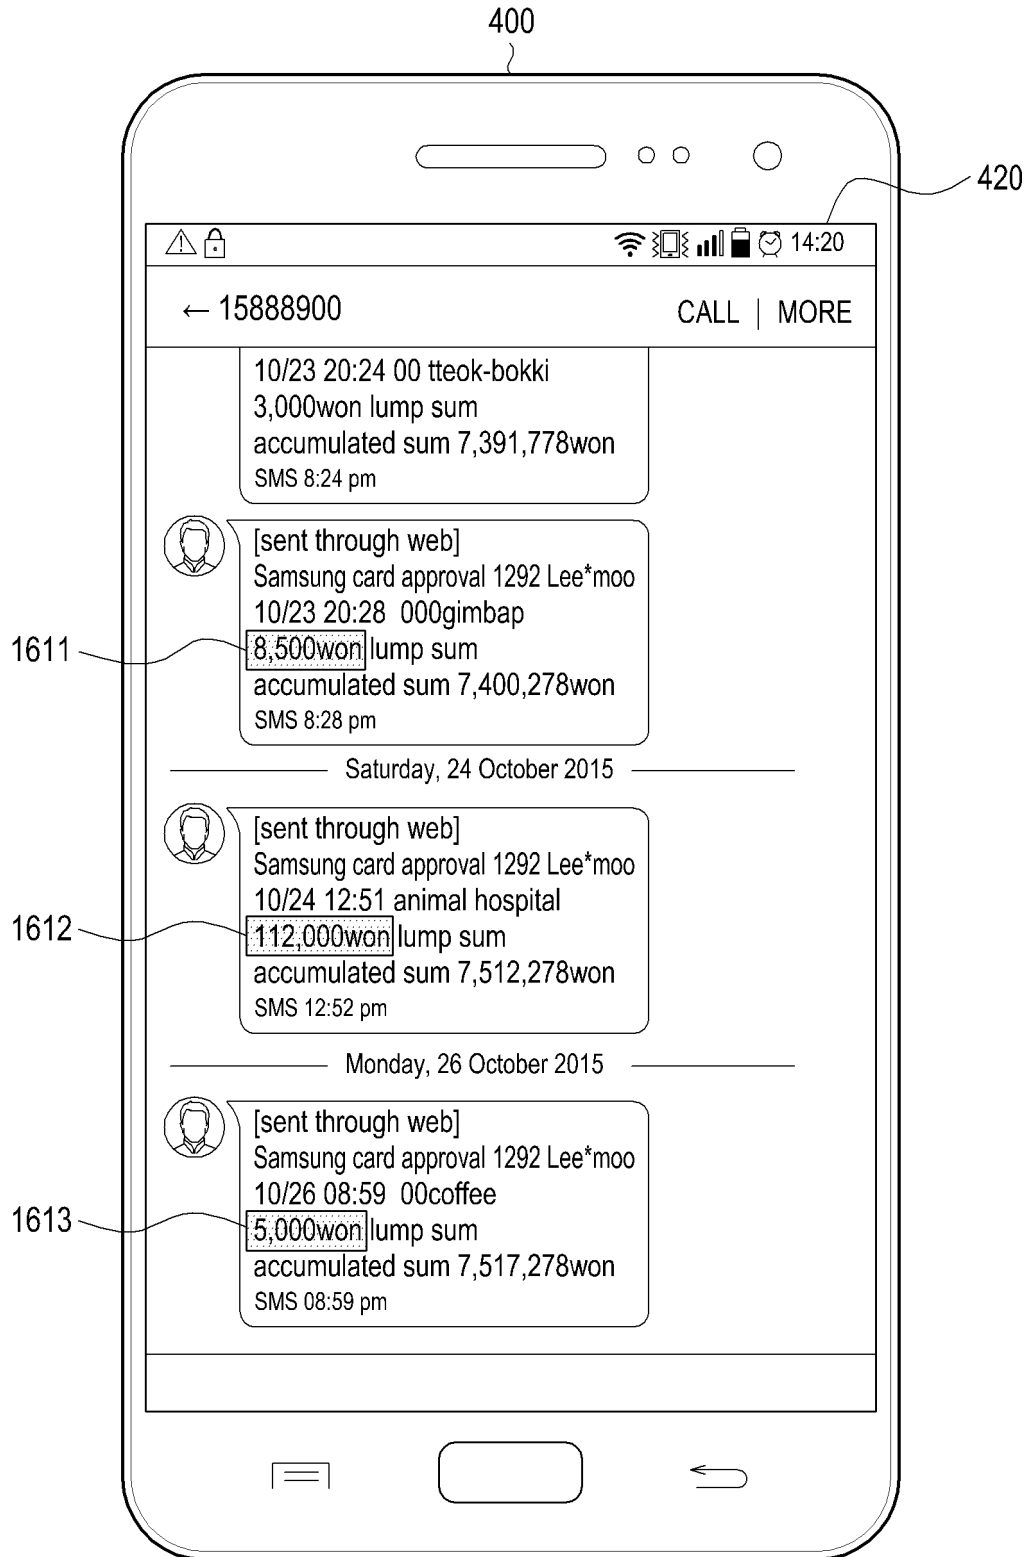 400
420
14:20
← 15888900 CALL | MORE
10/23 20:24 00 tteok-bokki
3,000won lump sum
accumulated sum 7,391,778won
SMS 8:24 pm
[sent through web]
Samsung card approval 1292 Lee*moo
10/23 20:28 000gimbap
1611
8,500won lump sum
accumulated sum 7,400,278won
SMS 8:28 pm
Saturday, 24 October 2015
[sent through web]
Samsung card approval 1292 Lee*moo
10/24 12:51 animal hospital
1612
112,000won lump sum
accumulated sum 7,512,278won
SMS 12:52 pm
Monday, 26 October 2015
[sent through web]
Samsung card approval 1292 Lee*moo
10/26 08:59 00coffee
1613
5,000won lump sum
accumulated sum 7,517,278won
SMS 08:59 pm